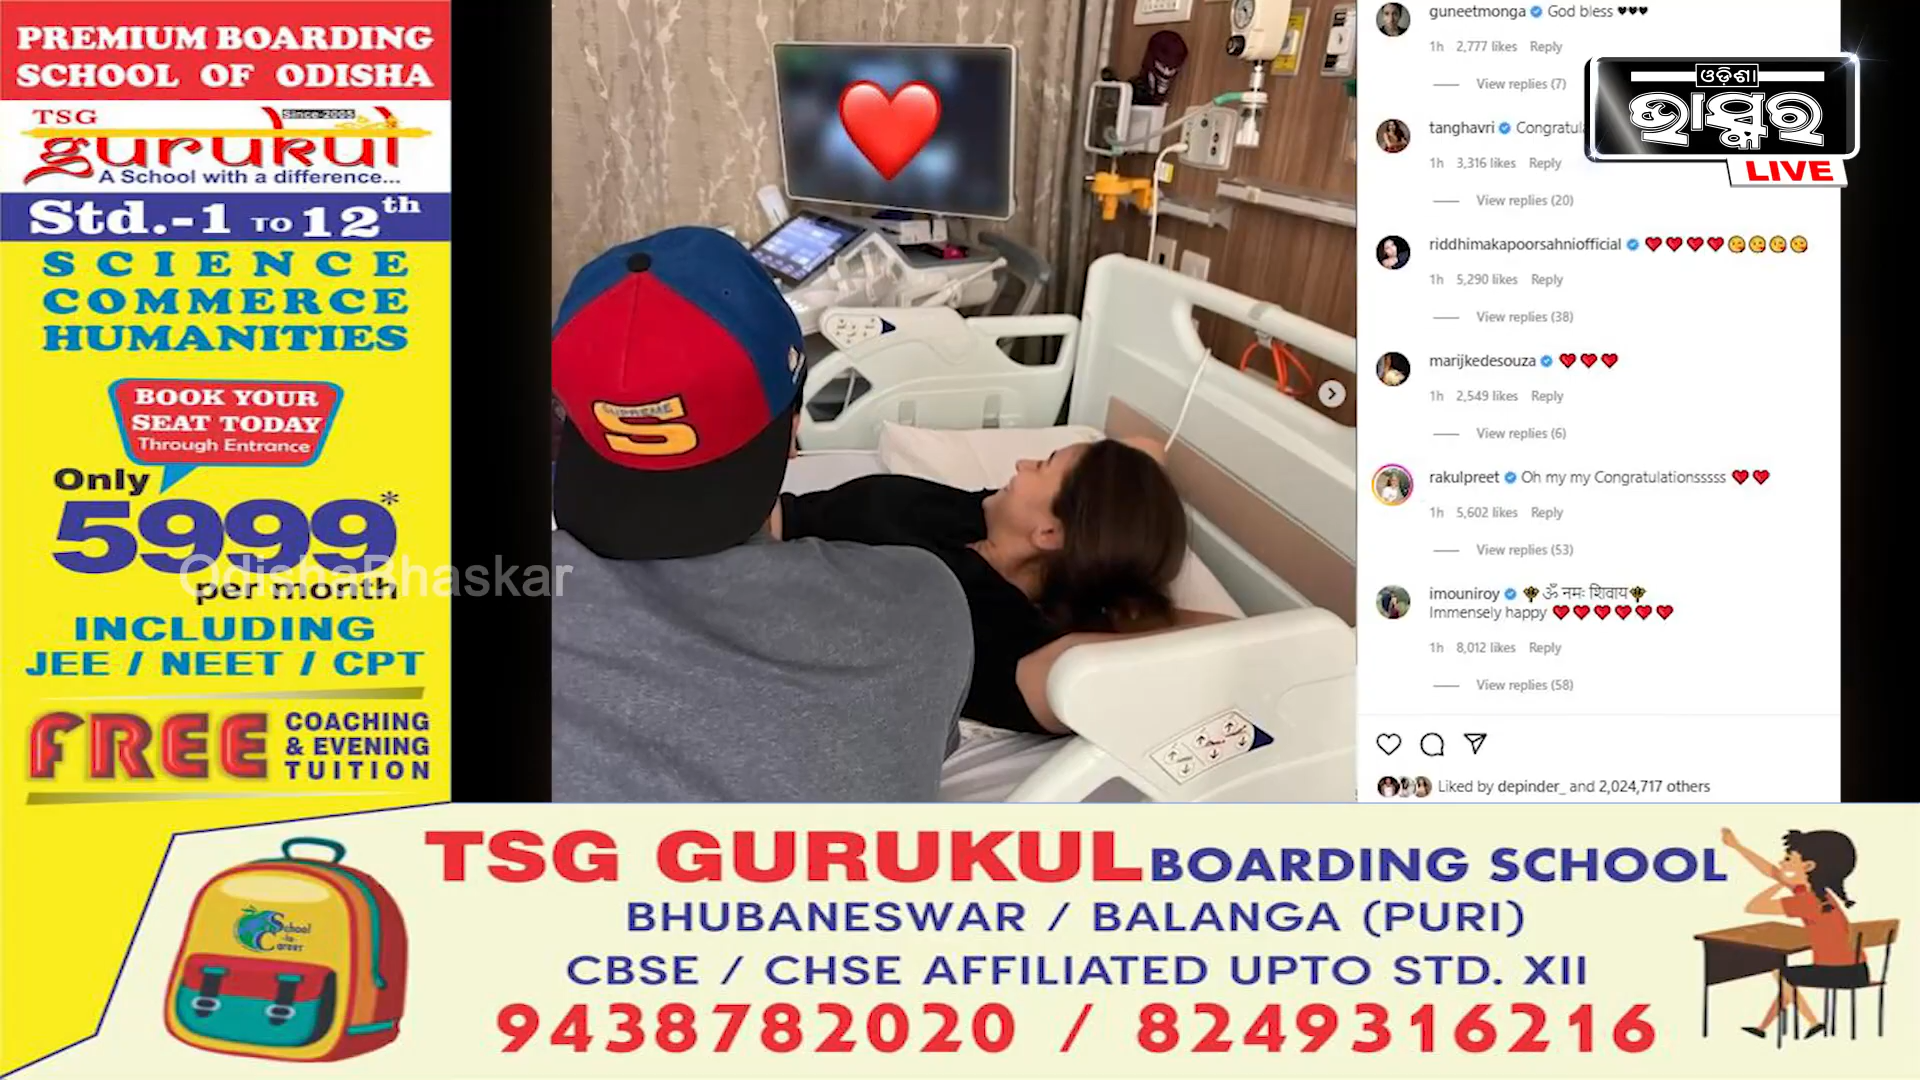 PREMIUM BOARDING
SCHOOL OF ODISHA
TSG
Since-2005
gurukul
A School with a difference...
Std.-1 TO 12th
SCIENCE
COMMERCE
HUMANITIES
BOOK YOUR
SEAT TODAY
Through Entrance
Only
5999*
per month
INCLUDING
JEE / NEET / CPT
FREE
COACHING
& EVENING
TUITION
OdishaBhaskar
SUPREME
S
guneetmonga God bless ♥♥♥
1h 2,777 likes Reply
View replies (7)
tanghavri Congratul
1h 3,316 likes Reply
View replies (20)
riddhimakapoorsahniofficial ❤❤❤❤😋😋😋😋
1h 5,290 likes Reply
View replies (38)
marijkedesouza ❤❤❤
1h 2,549 likes Reply
View replies (6)
rakulpreet Oh my my Congratulationsssss ❤❤
1h 5,602 likes Reply
View replies (53)
imouniroy ॐ नमः शिवाय
Immensely happy ❤❤❤❤❤❤
1h 8,012 likes Reply
View replies (58)
Liked by depinder_ and 2,024,717 others
ଓଡ଼ିଶା
ଭାସ୍କର
LIVE
School
-to-
Career
TSG GURUKUL BOARDING SCHOOL
BHUBANESWAR / BALANGA (PURI)
CBSE / CHSE AFFILIATED UPTO STD. XII
9438782020 / 8249316216